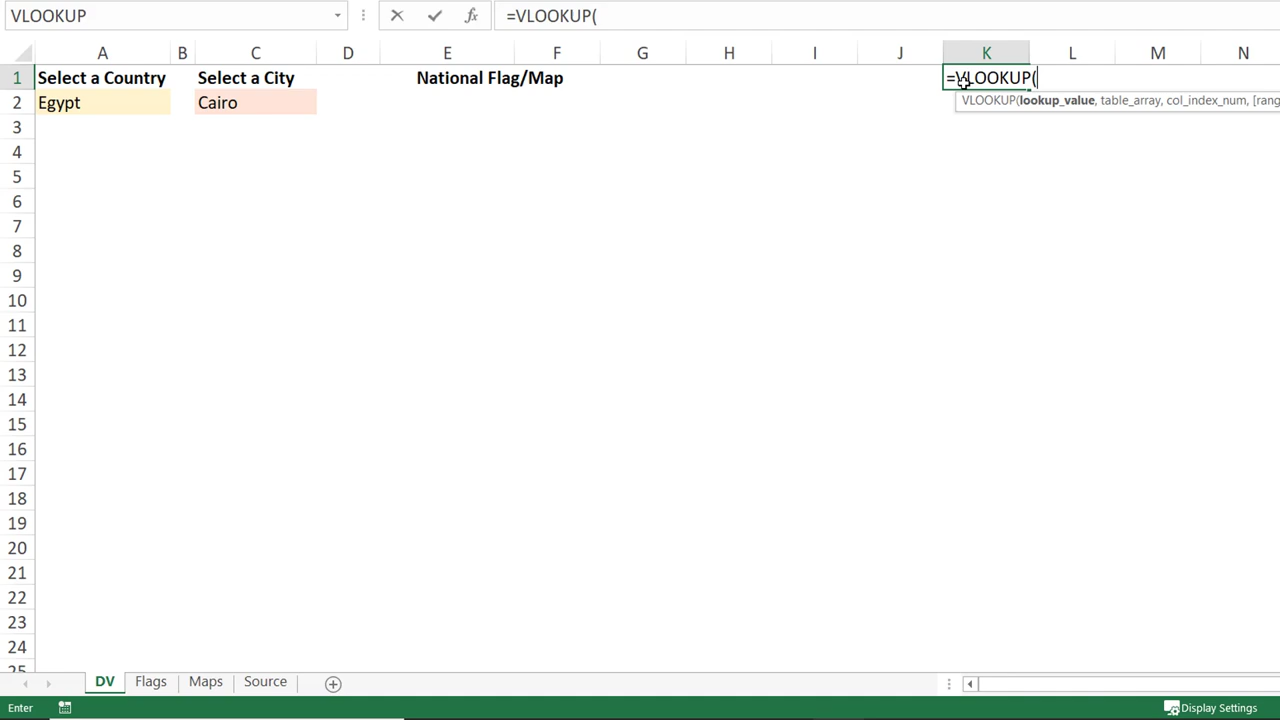 VLOOKUP
fx
=VLOOKUP(
A B C D E F G H I J K L M N
1 Select a Country Select a City National Flag/Map =VLOOKUP(
2 Egypt Cairo VLOOKUP(lookup_value, table_array, col_index_num, [rang
3
4
5
6
7
8
9
10
11
12
13
14
15
16
17
18
19
20
21
22
23
24
25
DV Flags Maps Source
Enter Display Settings